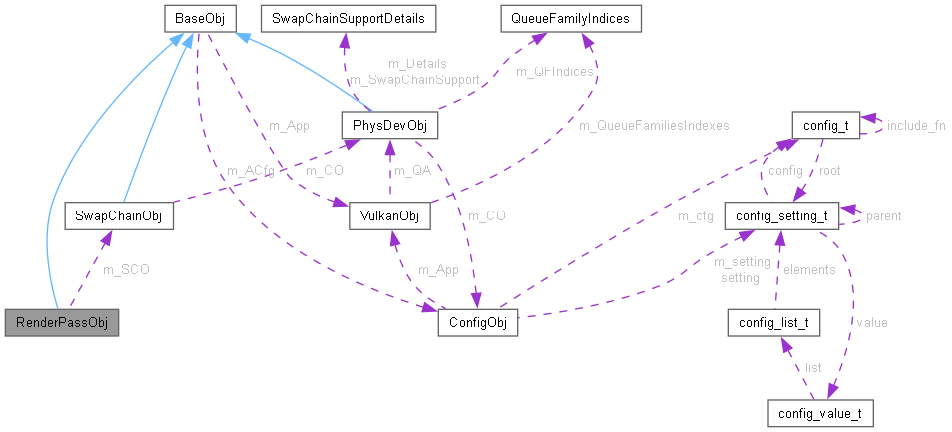 BaseObj
SwapChainSupportDetails
QueueFamilyIndices
m_Details
m_SwapChainSupport
m_QFIndices
m_App
PhysDevObj
m_QueueFamiliesIndexes
config_t
include_fn
m_ACfg
m_CO
m_QA
config
root
SwapChainObj
VulkanObj
m_CO
m_cfg
config_setting_t
parent
m_SCO
m_App
m_setting
setting
elements
RenderPassObj
ConfigObj
config_list_t
value
list
config_value_t